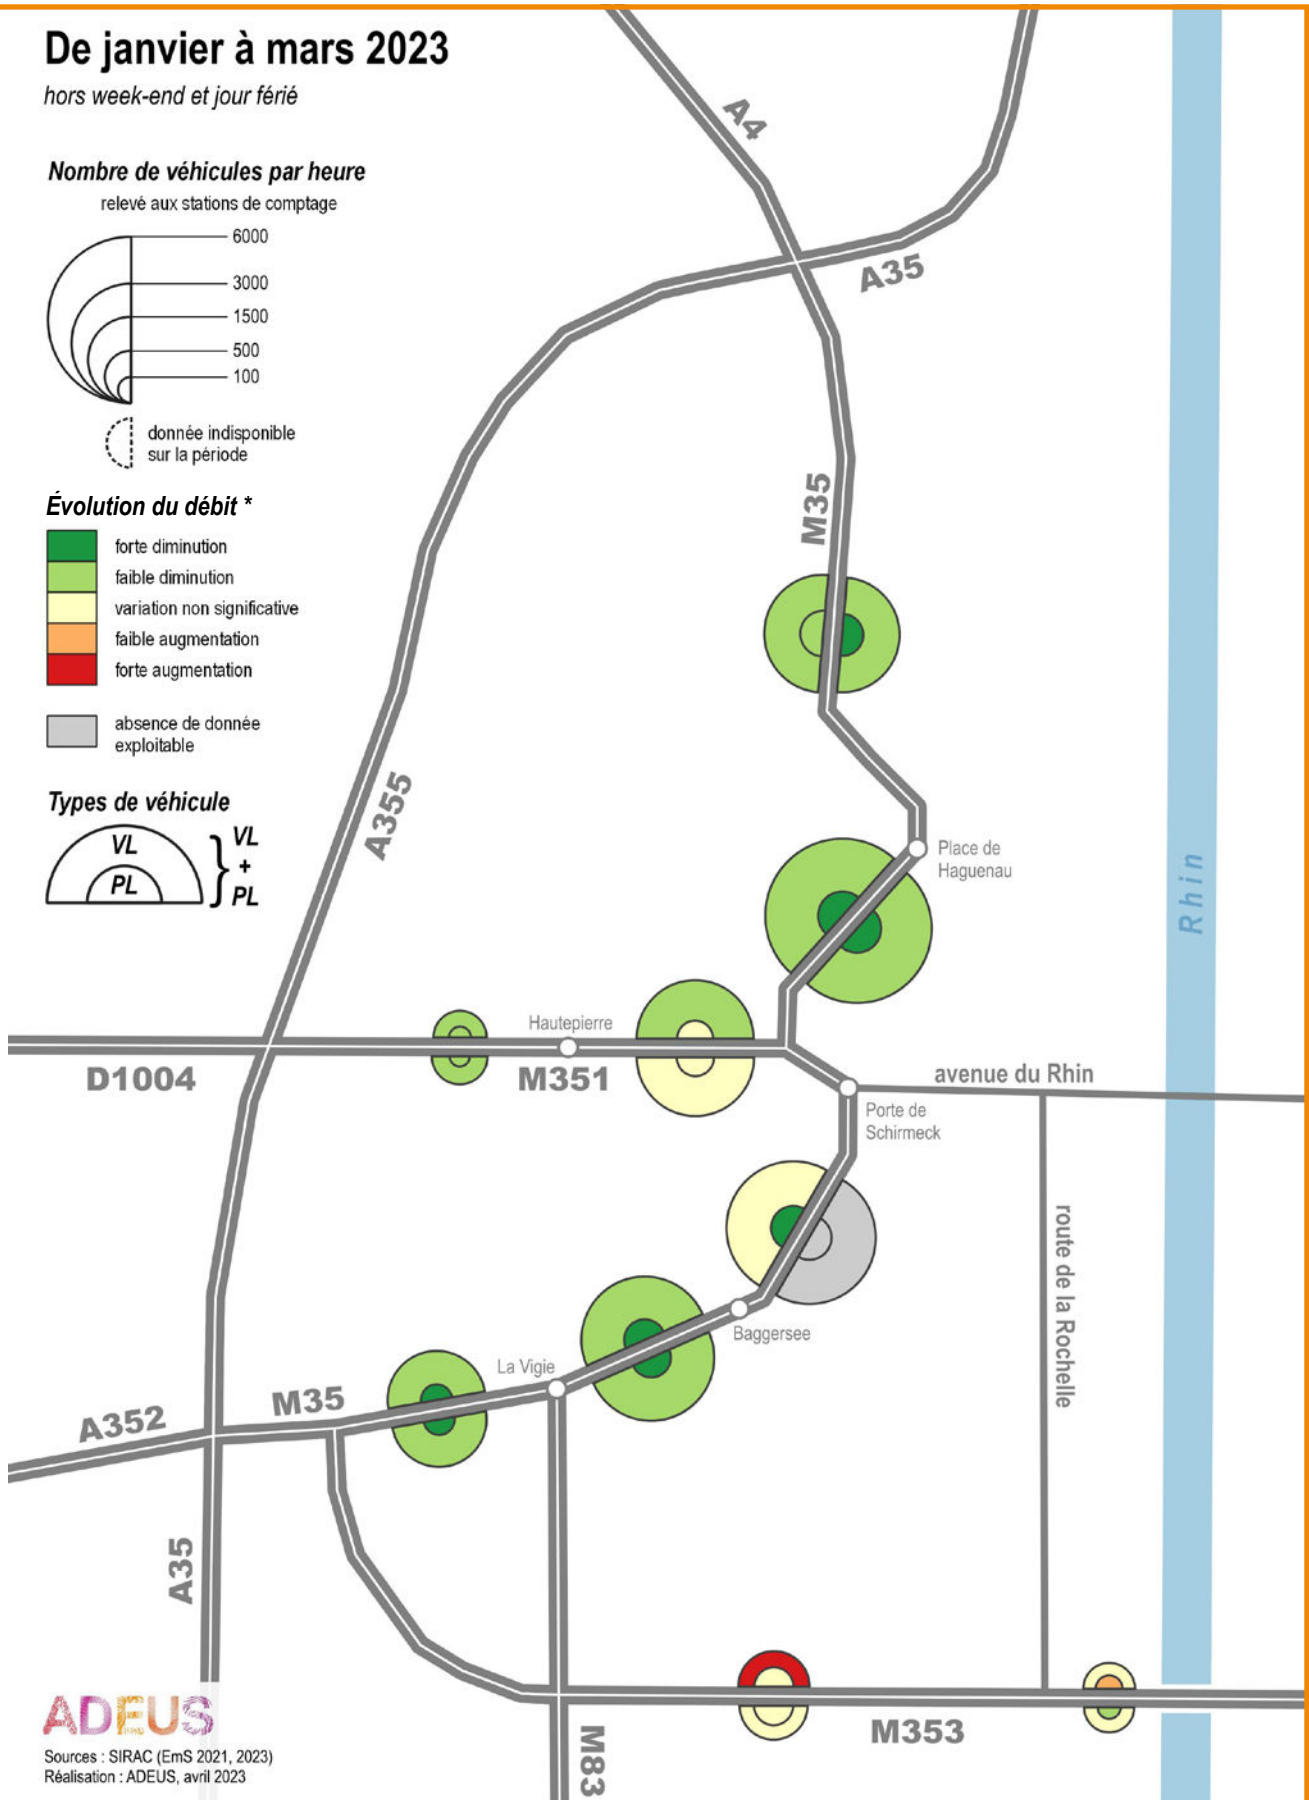 De janvier à mars 2023
hors week-end et jour férié
Nombre de véhicules par heure
relevé aux stations de comptage
6000
3000
1500
500
100
donnée indisponible
sur la période
Évolution du débit *
forte diminution
faible diminution
variation non significative
faible augmentation
forte augmentation
absence de donnée
exploitable
Types de véhicule
VL
PL
VL
+
PL
A4
A35
M35
A355
Place de
Haguenau
Rhin
Hautepierre
D1004
M351
avenue du Rhin
Porte de
Schirmeck
route de la Rochelle
Baggersee
La Vigie
M35
A352
A35
M353
M83
ADEUS
Sources : SIRAC (EmS 2021, 2023)
Réalisation : ADEUS, avril 2023